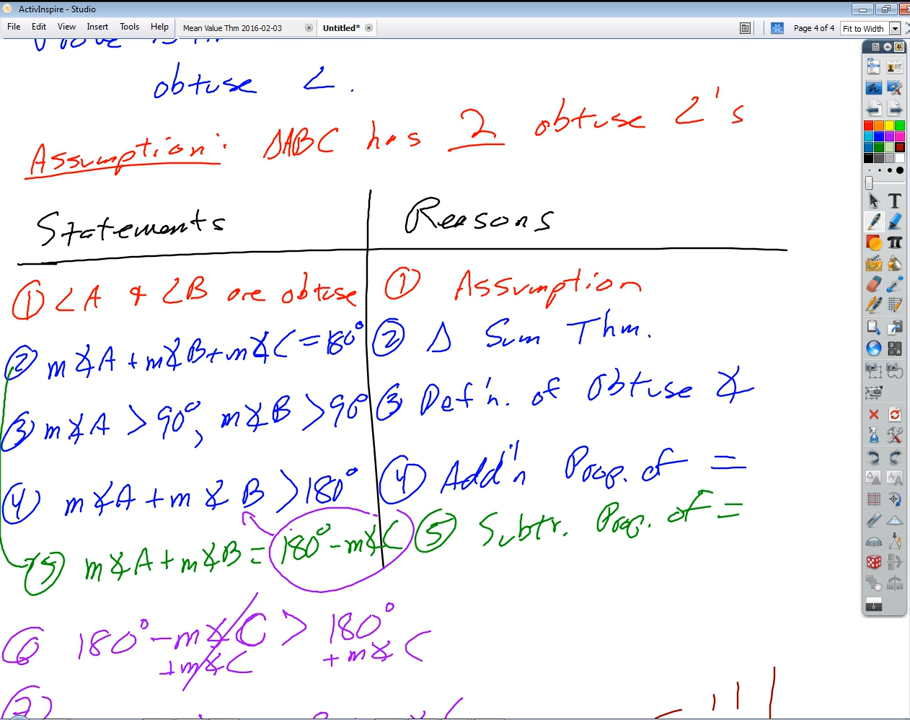 ActivInspire - Studio
File Edit View Insert Tools Help Mean Value Thm 2016-02-03 Untitled* Page 4 of 4 Fit to Width
obtuse ∠.
Assumption: △ABC has 2 obtuse ∠'s
Statements Reasons
① ∠A & ∠B are obtuse ① Assumption
② m∡A + m∡B + m∡C = 180° ② △ Sum Thm.
③ m∡A > 90°, m∡B > 90° ③ Def'n. of Obtuse ∡
④ m∡A + m∡B > 180° ④ Add'n Prop. of =
⑤ m∡A + m∡B = 180° - m∡C ⑤ Subtr. Prop. of =
⑥ 180° - m∡C > 180°
+m∡C +m∡C
⑦